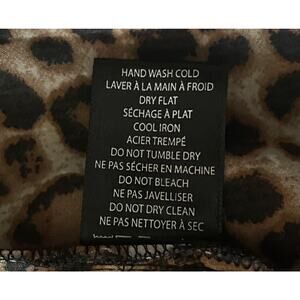 HAND WASH COLD
LAVER À LA MAIN À FROID
DRY FLAT
SÉCHAGE À PLAT
COOL IRON
ACIER TREMPÉ
DO NOT TUMBLE DRY
NE PAS SÉCHER EN MACHINE
DO NOT BLEACH
NE PAS JAVELLISER
DO NOT DRY CLEAN
NE PAS NETTOYER À SEC